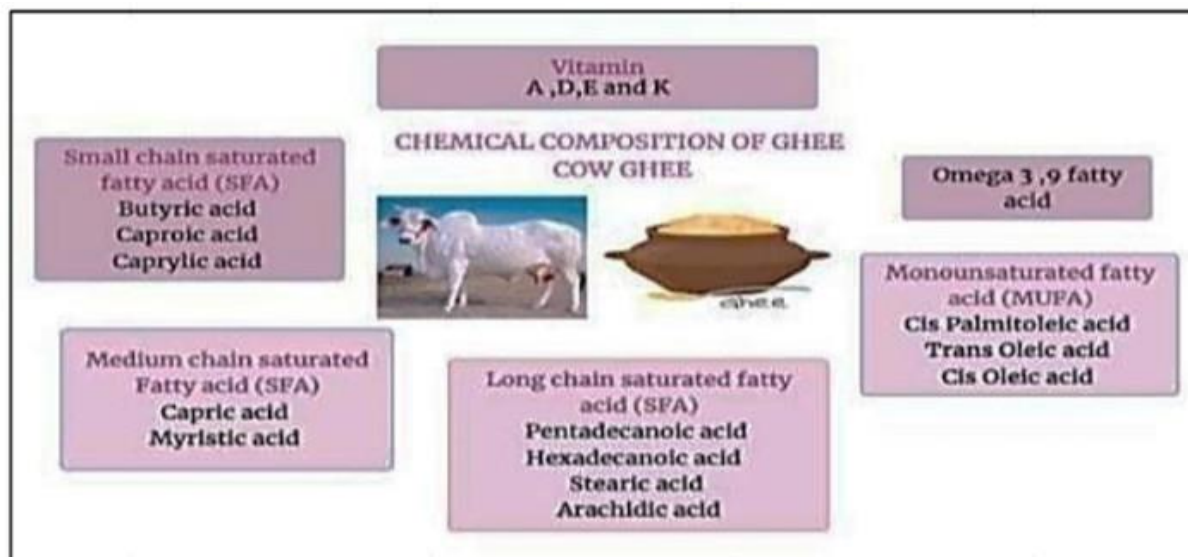 Vitamin
A ,D,E and K
CHEMICAL COMPOSITION OF GHEE
COW GHEE
Small chain saturated
fatty acid (SFA)
Butyric acid
Caproic acid
Caprylic acid
Omega 3 ,9 fatty
acid
Ghee
Monounsaturated fatty
acid (MUFA)
Cis Palmitoleic acid
Trans Oleic acid
Cis Oleic acid
Medium chain saturated
Fatty acid (SFA)
Capric acid
Myristic acid
Long chain saturated fatty
acid (SFA)
Pentadecanoic acid
Hexadecanoic acid
Stearic acid
Arachidic acid